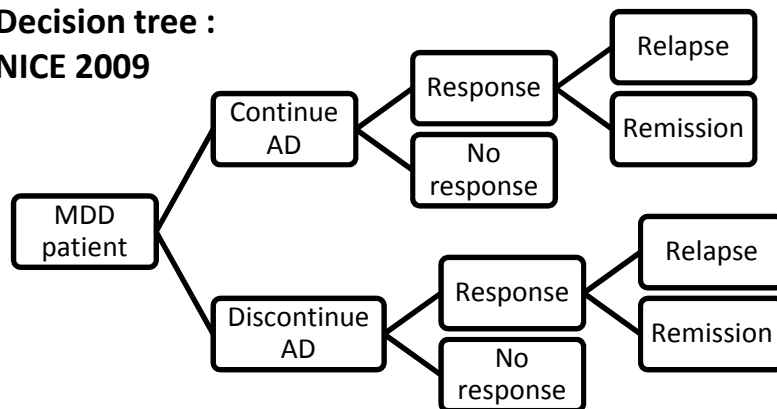 Decision tree :
NICE 2009
MDD
patient
Continue
AD
Response
Relapse
Remission
No
response
Discontinue
AD
Response
Relapse
Remission
No
response